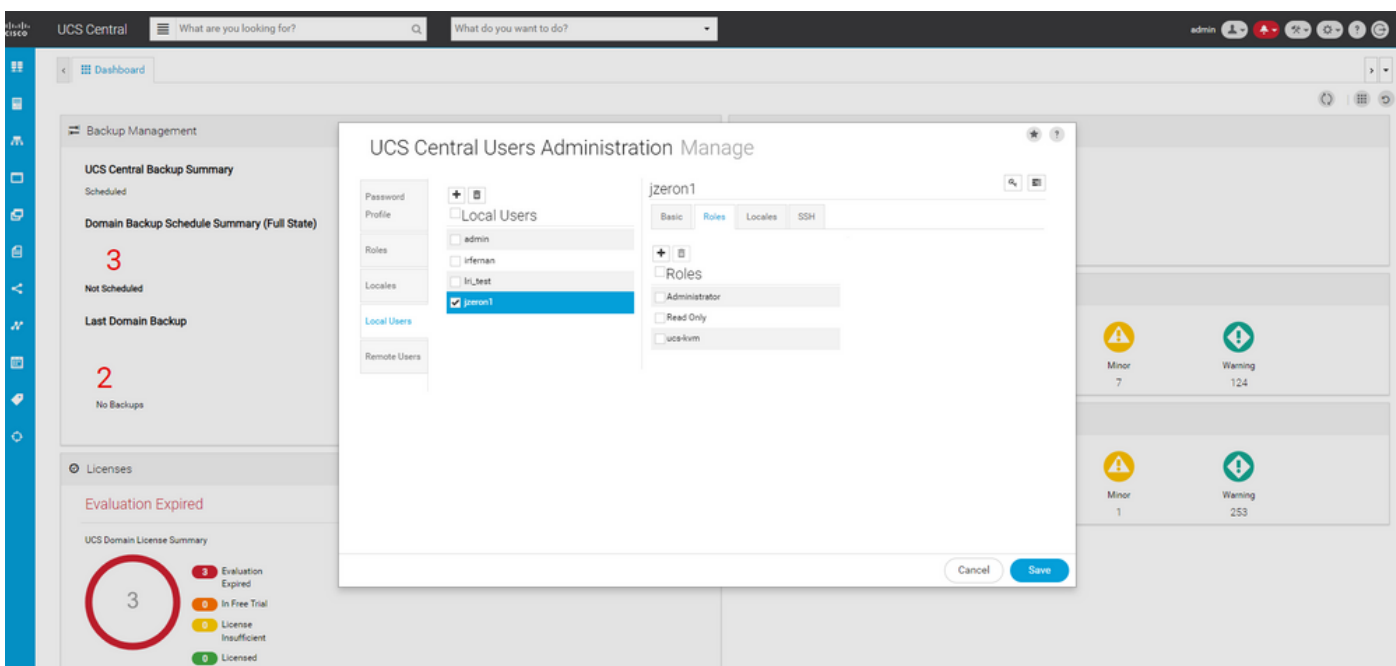 cisco
UCS Central
What are you looking for?
What do you want to do?
admin
Dashboard
Backup Management
UCS Central Backup Summary
Scheduled
Domain Backup Schedule Summary (Full State)
3
Not Scheduled
Last Domain Backup
2
No Backups
Licenses
Evaluation Expired
UCS Domain License Summary
3
3 Evaluation
Expired
0 In Free Trial
0 License
Insufficient
0 Licensed
UCS Central Users Administration Manage
Password
Profile
Roles
Locales
Local Users
Remote Users
Local Users
admin
irfernan
lri_test
jzeron1
jzeron1
Basic Roles Locales SSH
Roles
Administrator
Read Only
ucs-kvm
Cancel Save
Minor Warning
7 124
Minor Warning
1 253